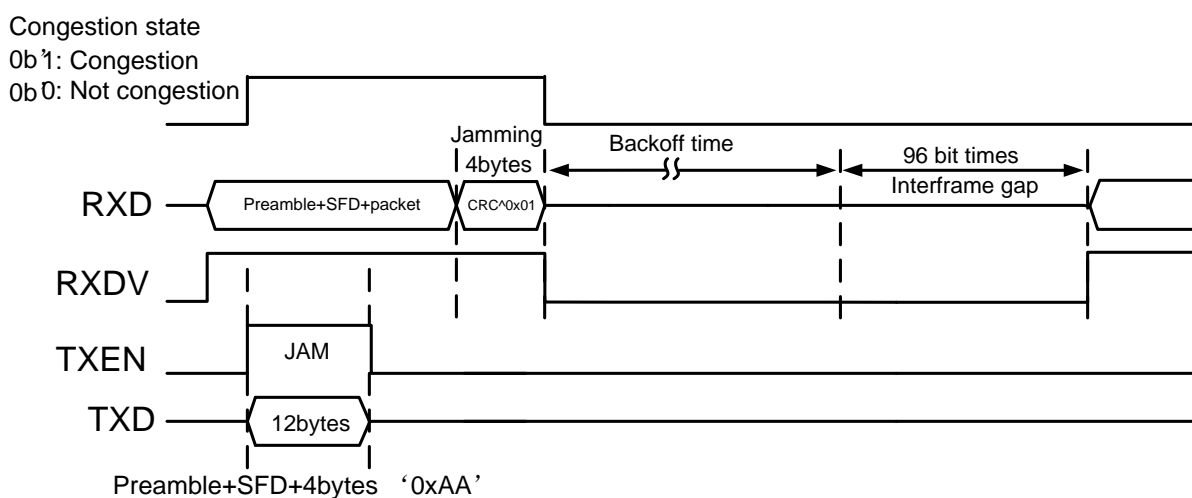 Congestion state
0b’1: Congestion
0b’0: Not congestion
Jamming
4bytes
Backoff time
96 bit times
Interframe gap
RXD
Preamble+SFD+packet
CRC^0x01
RXDV
TXEN
JAM
TXD
12bytes
Preamble+SFD+4bytes ‘0xAA’